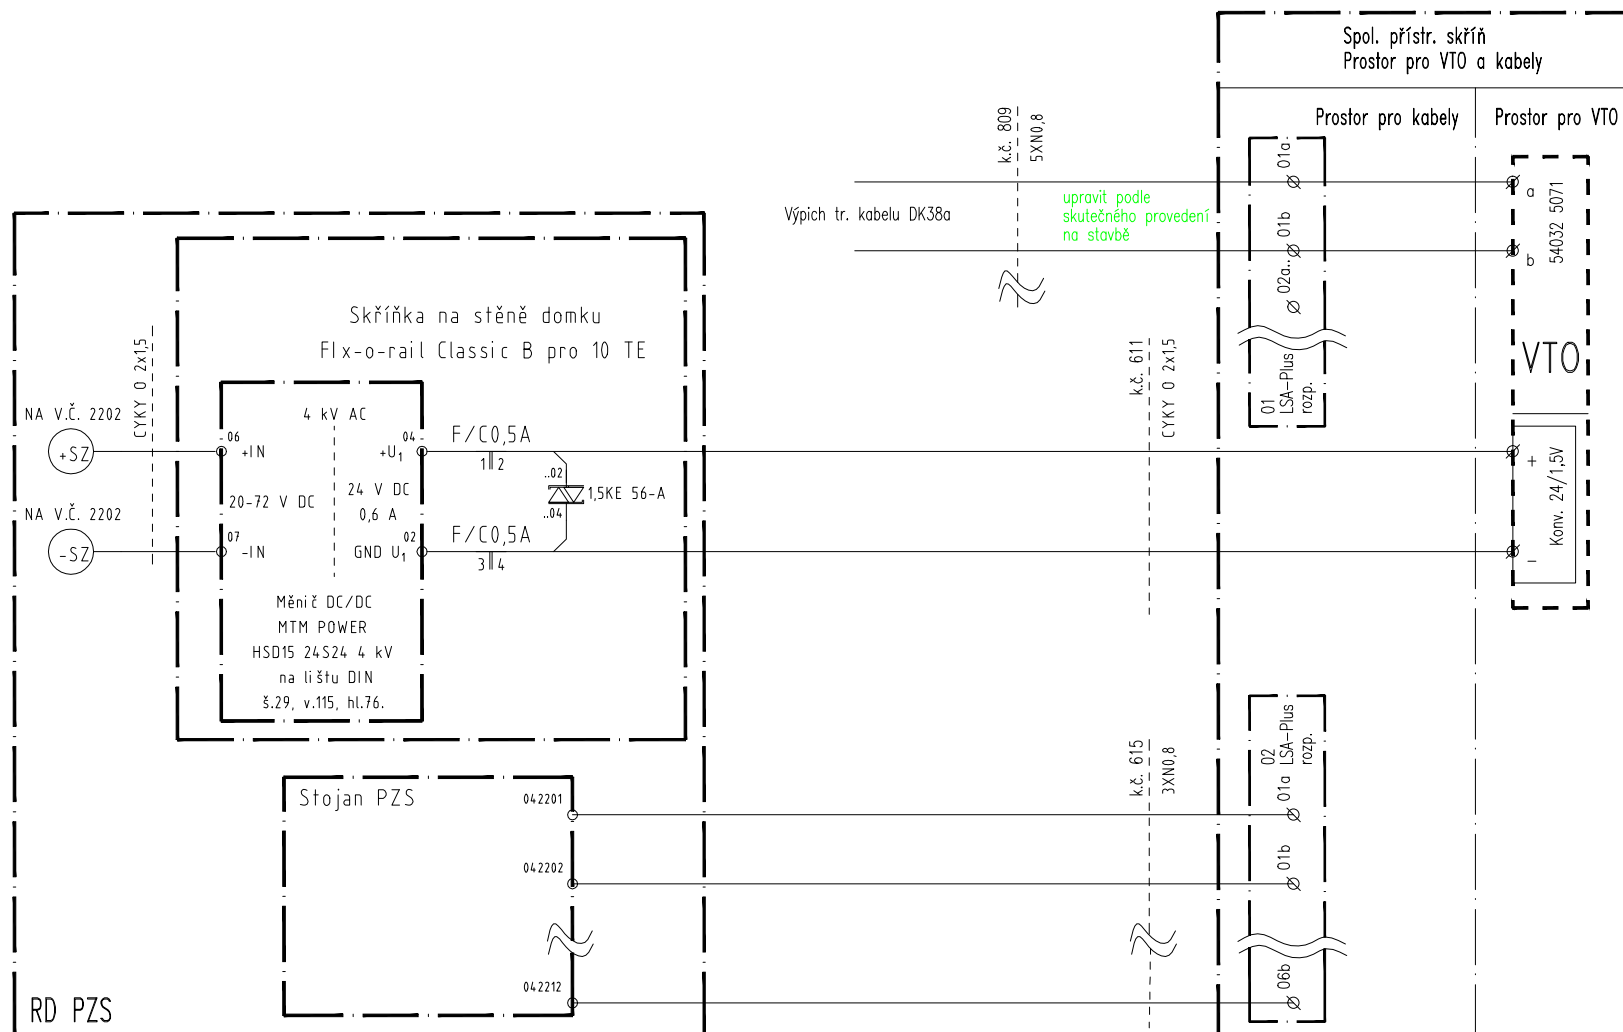 Spol. přístr. skříň
Prostor pro VTO a kabely
Prostor pro kabely
Prostor pro VTO
k.č. 809
5XN0,8
Výpich tr. kabelu DK38a
upravit podle
skutečného provedení
na stavbě
01a
01b
02a..
01
LSA-Plus
rozp.
a
b
54032 5071
VTO
+
-
Konv. 24/1,5V
Skříňka na stěně domku
FIx-o-rail Classic B pro 10 TE
CYKY O 2x1,5
NA V.Č. 2202
+SZ
NA V.Č. 2202
-SZ
06
+IN
07
-IN
20-72 V DC
4 kV AC
04
+U1
24 V DC
0,6 A
02
GND U1
Měnič DC/DC
MTM POWER
HSD15 24S24 4 kV
na lištu DIN
š.29, v.115, hl.76.
F/C0,5A
1 2
F/C0,5A
3 4
..02
..04
1,5KE 56-A
k.č. 611
CYKY O 2x1,5
Stojan PZS
042201
042202
042212
k.č. 615
3XN0,8
02
LSA-Plus
rozp.
01a
01b
06b
RD PZS